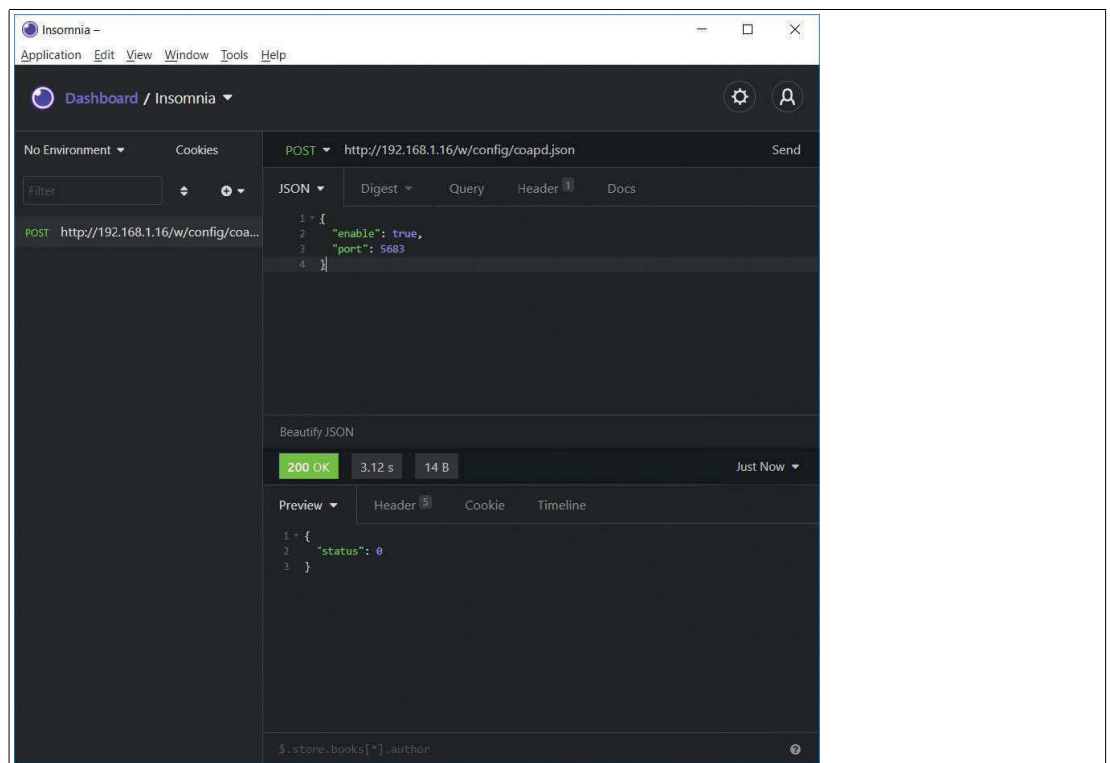 Insomnia –
Application Edit View Window Tools Help
Dashboard / Insomnia
No Environment Cookies
POST http://192.168.1.16/w/config/coapd.json Send
Filter
JSON Digest Query Header 1 Docs
POST http://192.168.1.16/w/config/coa...
1 {
2 "enable": true,
3 "port": 5683
4 }
Beautify JSON
200 OK 3.12 s 14 B Just Now
Preview Header 5 Cookie Timeline
1 {
2 "status": 0
3 }
$.store.books[*].author